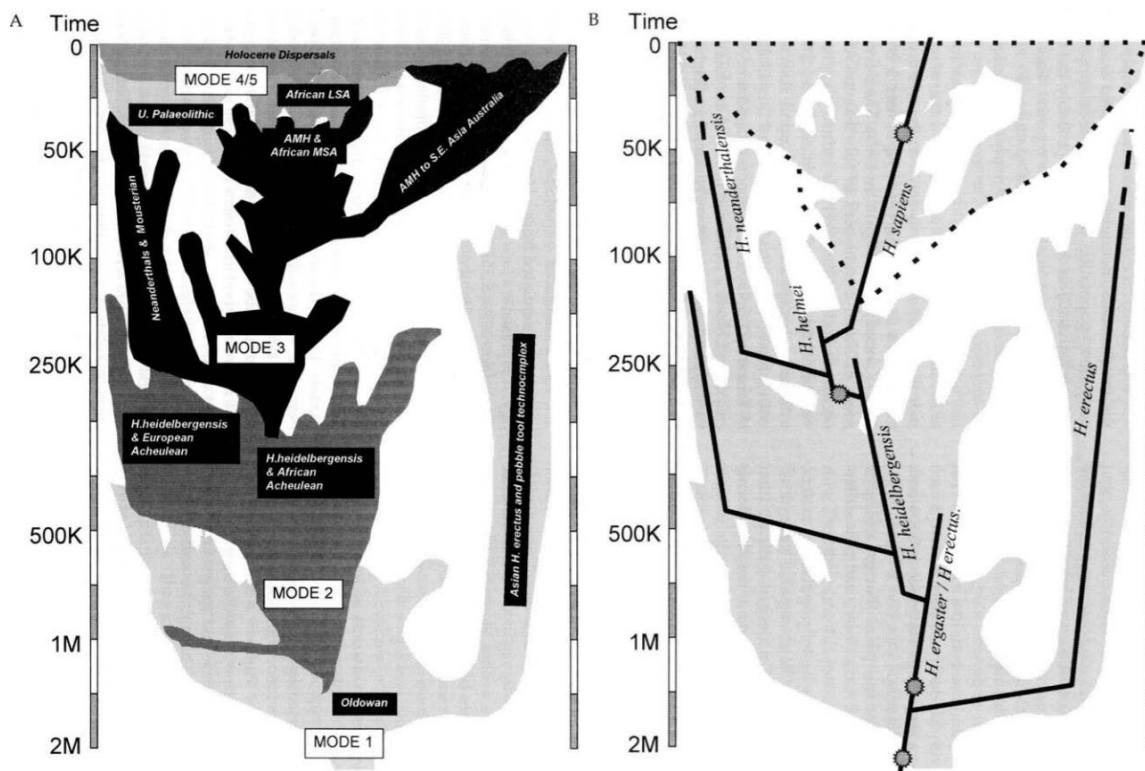 A
Time
0
50K
100K
250K
500K
1M
2M
Holocene Dispersals
MODE 4/5
African LSA
U. Palaeolithic
AMH &
African MSA
AMH to S.E. Asia Australia
Neanderthals & Mousterian
MODE 3
H.heidelbergensis
& European
Acheulean
H.heidelbergensis
& African
Acheulean
Asian H. erectus and pebble tool technocmplex
MODE 2
Oldowan
MODE 1
B
Time
0
50K
100K
250K
500K
1M
2M
H. neanderthalensis
H. sapiens
H. helmei
H. erectus
H. heidelbergensis
H. ergaster / H erectus.